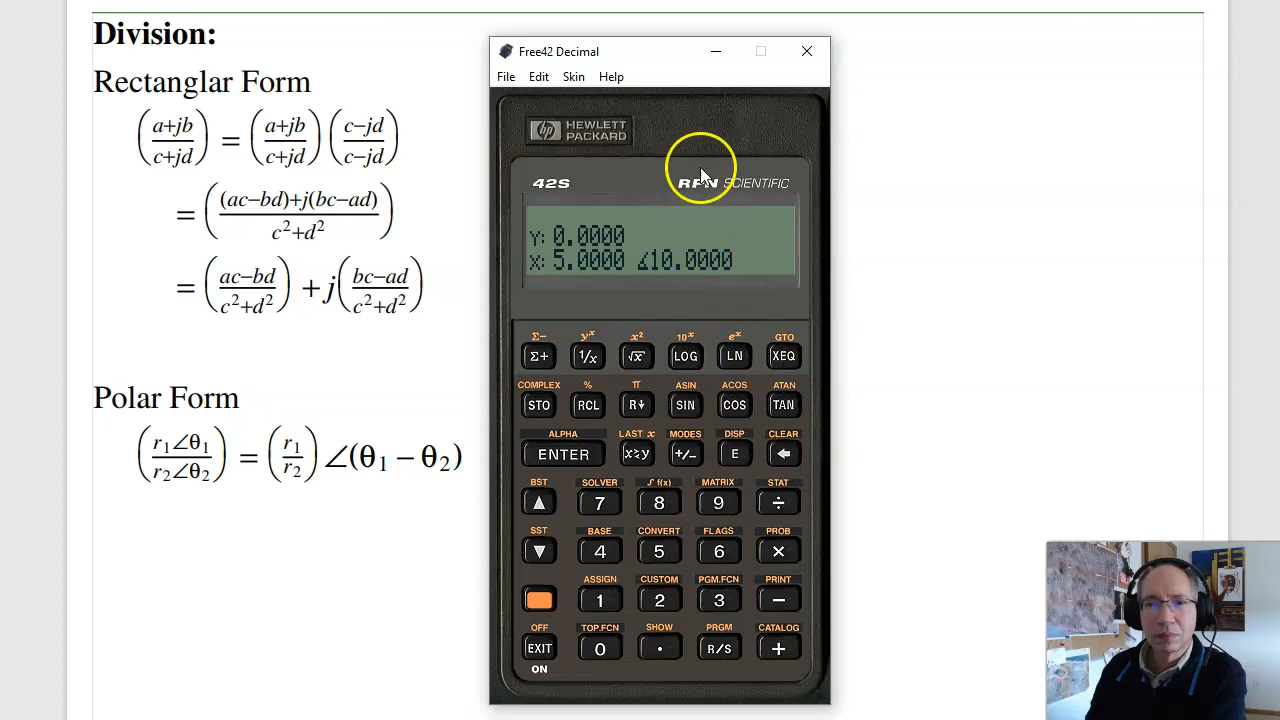 Division:
Rectanglar Form
(a+jb/c+jd) = (a+jb/c+jd)(c−jd/c−jd)
= ((ac−bd)+j(bc−ad)/c²+d²)
= (ac−bd/c²+d²) + j(bc−ad/c²+d²)
Polar Form
(r₁∠θ₁/r₂∠θ₂) = (r₁/r₂)∠(θ₁ − θ₂)
Free42 Decimal
File Edit Skin Help
hp HEWLETT PACKARD
42S RPN SCIENTIFIC
Y: 0.0000
X: 5.0000 ∡10.0000
Σ− yˣ x² 10ˣ eˣ GTO
Σ+ 1/x √x LOG LN XEQ
COMPLEX % π ASIN ACOS ATAN
STO RCL R↓ SIN COS TAN
ALPHA LAST x MODES DISP CLEAR
ENTER x≷y +/− E ←
BST SOLVER ∫f(x) MATRIX STAT
▲ 7 8 9 ÷
SST BASE CONVERT FLAGS PROB
▼ 4 5 6 ×
ASSIGN CUSTOM PGM.FCN PRINT
1 2 3 −
OFF TOP.FCN SHOW PRGM CATALOG
EXIT 0 · R/S +
ON